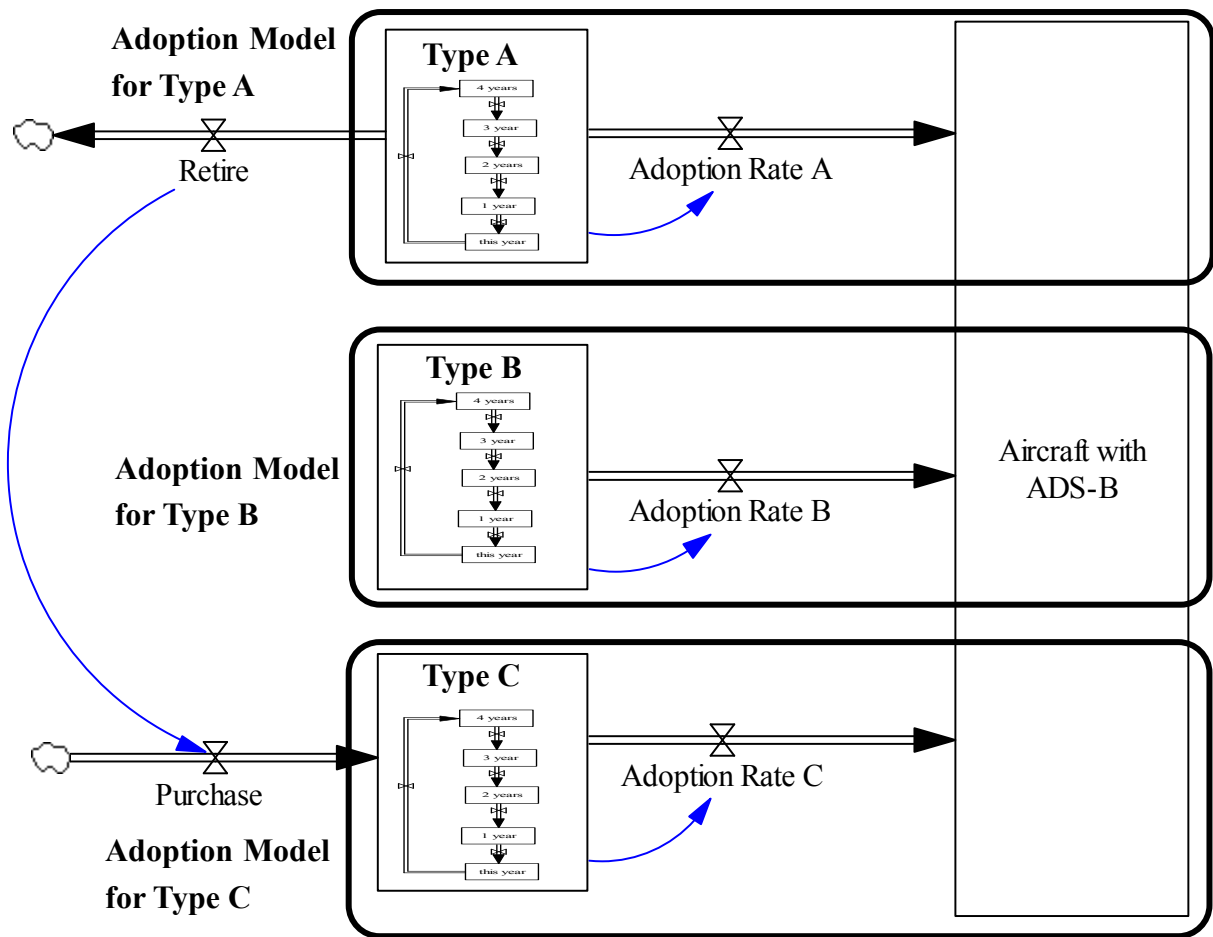 Adoption Model
for Type A
Type A
4 years
3 year
2 years
1 year
this year
Retire
Adoption Rate A
Adoption Model
for Type B
Type B
4 years
3 year
2 years
1 year
this year
Adoption Rate B
Aircraft with
ADS-B
Type C
4 years
3 year
2 years
1 year
this year
Purchase
Adoption Rate C
Adoption Model
for Type C